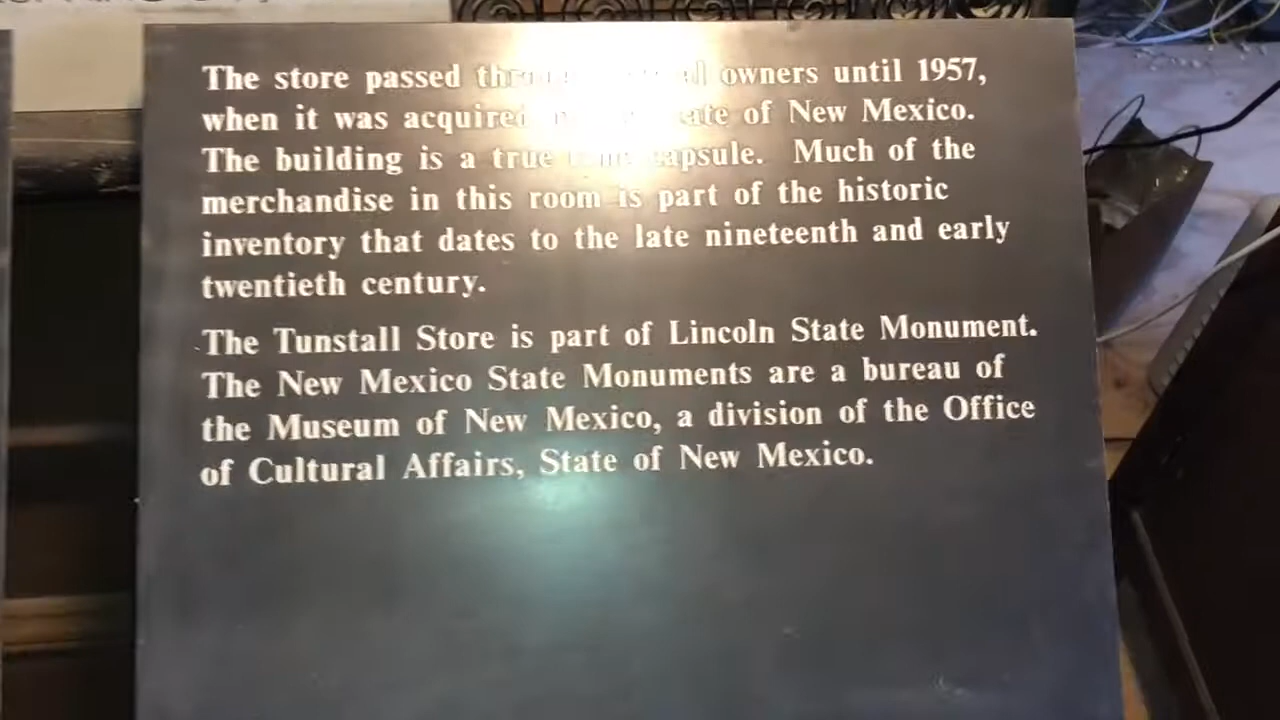 The store passed owners until 1957,
when it was acquired of New Mexico.
The building is a true capsule. Much of the
merchandise in this room is part of the historic
inventory that dates to the late nineteenth and early
twentieth century.
The Tunstall Store is part of Lincoln State Monument.
The New Mexico State Monuments are a bureau of
the Museum of New Mexico, a division of the Office
of Cultural Affairs, State of New Mexico.